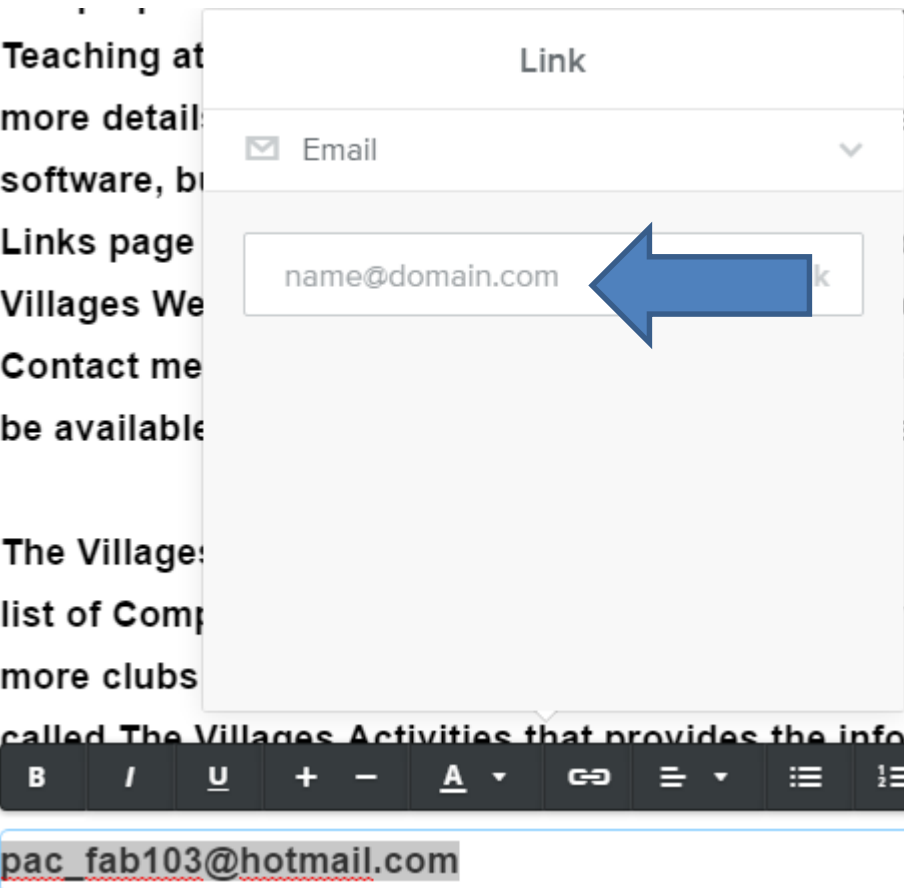 Teaching at
more details
software, bu
Links page
Villages We
Contact me
be available
The Villages
list of Comp
more clubs
called The Villages Activities that provides the info
Link
Email
name@domain.com
k
B I U + − A
pac_fab103@hotmail.com